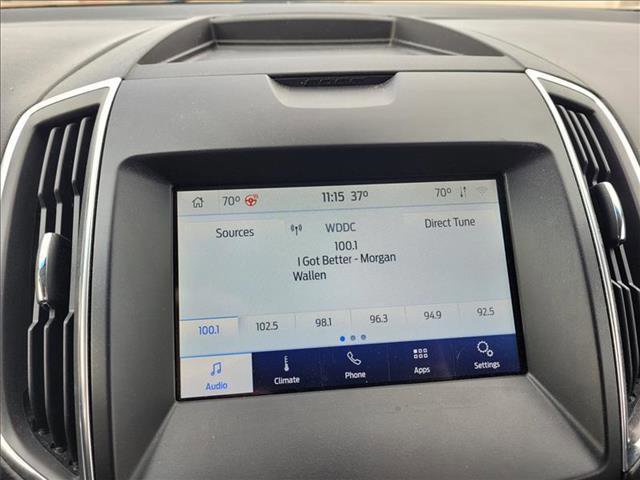 70° 11:15 37° 70°
Sources WDDC Direct Tune
100.1
I Got Better - Morgan
Wallen
100.1 102.5 98.1 96.3 94.9 92.5
Audio Climate Phone Apps Settings